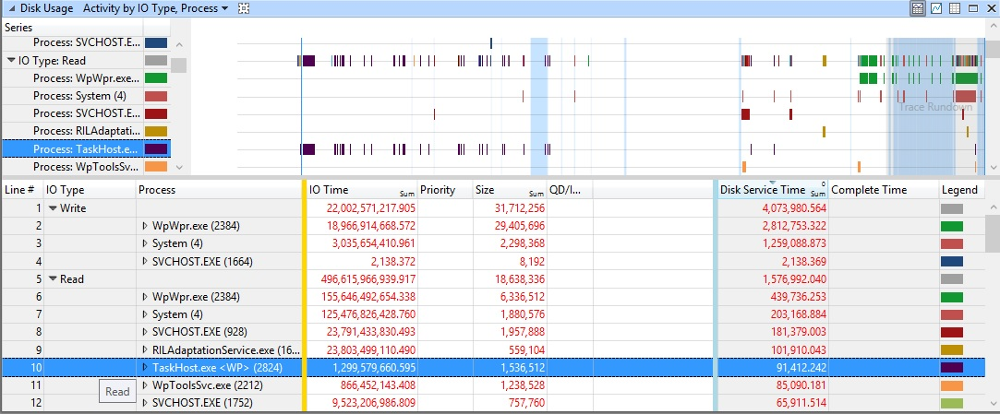 Disk Usage Activity by IO Type, Process
Series
Process: SVCHOST.E...
IO Type: Read
Process: WpWpr.exe...
Process: System (4)
Process: SVCHOST.E...
Process: RILAdaptati...
Process: TaskHost.e...
Process: WpToolsSv...
Trace Rundown
Line # IO Type Process IO Time Sum Priority Size Sum QD/I... Disk Service Time 0 Sum Complete Time Legend
1 Write 22,002,571,217.905 31,712,256 4,073,980.564
2 WpWpr.exe (2384) 18,966,914,668.572 29,405,696 2,812,753.322
3 System (4) 3,035,654,410.961 2,298,368 1,259,088.873
4 SVCHOST.EXE (1664) 2,138.372 8,192 2,138.369
5 Read 496,615,966,939.917 18,638,336 1,576,992.040
6 WpWpr.exe (2384) 155,646,492,654.338 6,336,512 439,736.253
7 System (4) 125,476,826,428.760 1,880,576 203,168.884
8 SVCHOST.EXE (928) 23,791,433,830.493 1,957,888 181,379.003
9 RILAdaptationService.exe (16... 23,803,499,110.490 559,104 101,910.043
10 TaskHost.exe <WP> (2824) 1,299,579,660.595 1,536,512 91,412.242
11 WpToolsSvc.exe (2212) 866,452,143.408 1,238,528 85,090.181
Read
12 SVCHOST.EXE (1752) 9,523,206,986.809 757,760 65,911.514